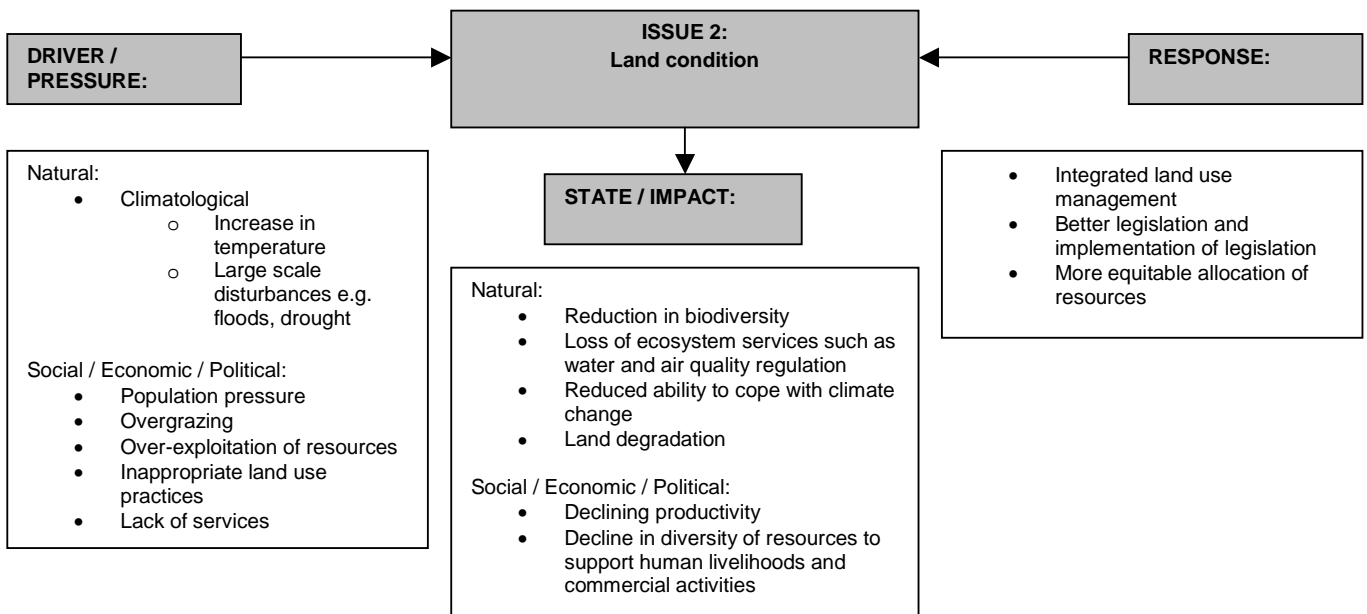 ISSUE 2:
Land condition
DRIVER /
PRESSURE:
RESPONSE:
STATE / IMPACT:
Natural:
• Climatological
o Increase in
temperature
o Large scale
disturbances e.g.
floods, drought
Social / Economic / Political:
• Population pressure
• Overgrazing
• Over-exploitation of resources
• Inappropriate land use
practices
• Lack of services
Natural:
• Reduction in biodiversity
• Loss of ecosystem services such as
water and air quality regulation
• Reduced ability to cope with climate
change
• Land degradation
Social / Economic / Political:
• Declining productivity
• Decline in diversity of resources to
support human livelihoods and
commercial activities
• Integrated land use
management
• Better legislation and
implementation of legislation
• More equitable allocation of
resources